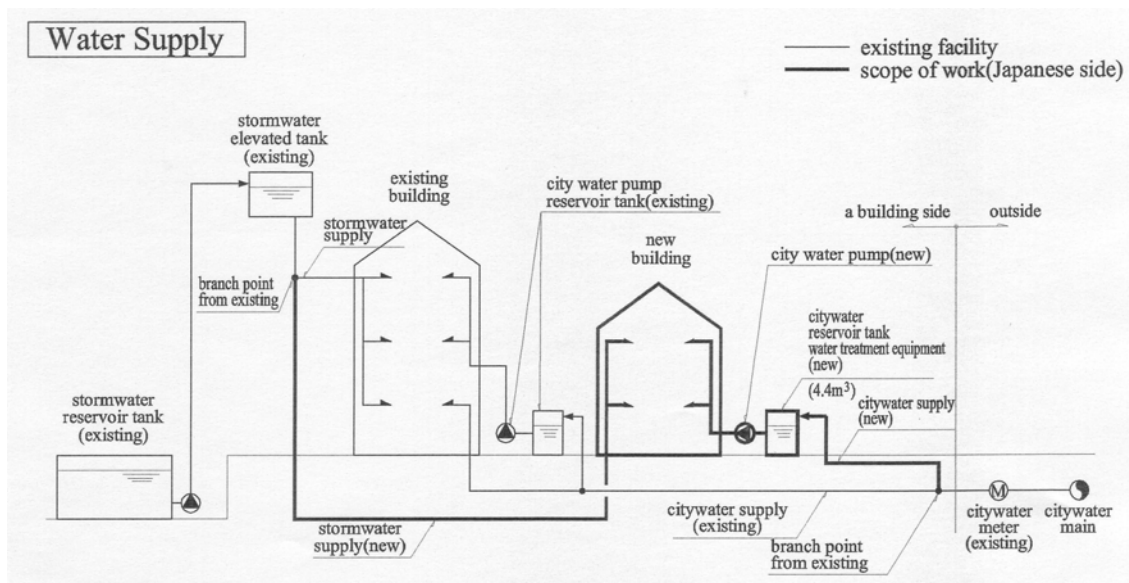 Water Supply
existing facility
scope of work(Japanese side)
stormwater
elevated tank
(existing)
existing
building
city water pump
reservoir tank(existing)
a building side
outside
stormwater
supply
new
building
city water pump(new)
branch point
from existing
citywater
reservoir tank
water treatment equipment
(new)
(4.4m³)
stormwater
reservoir tank
(existing)
citywater supply
(new)
M
stormwater
supply(new)
citywater supply
(existing)
citywater
meter
(existing)
citywater
main
branch point
from existing